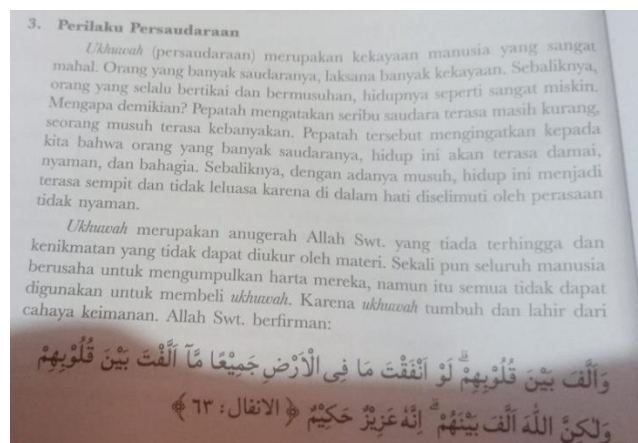 3. Perilaku Persaudaraan
Ukhuwah (persaudaraan) merupakan kekayaan manusia yang sangat
mahal. Orang yang banyak saudaranya, laksana banyak kekayaan. Sebaliknya,
orang yang selalu bertikai dan bermusuhan, hidupnya seperti sangat miskin.
Mengapa demikian? Pepatah mengatakan seribu saudara terasa masih kurang,
seorang musuh terasa kebanyakan. Pepatah tersebut mengingatkan kepada
kita bahwa orang yang banyak saudaranya, hidup ini akan terasa damai,
nyaman, dan bahagia. Sebaliknya, dengan adanya musuh, hidup ini menjadi
terasa sempit dan tidak leluasa karena di dalam hati diselimuti oleh perasaan
tidak nyaman.
Ukhuwah merupakan anugerah Allah Swt. yang tiada terhingga dan
kenikmatan yang tidak dapat diukur oleh materi. Sekali pun seluruh manusia
berusaha untuk mengumpulkan harta mereka, namun itu semua tidak dapat
digunakan untuk membeli ukhuwah. Karena ukhuwah tumbuh dan lahir dari
cahaya keimanan. Allah Swt. berfirman:
وَاَلَّفَ بَيْنَ قُلُوْبِهِمْۗ لَوْ اَنْفَقْتَ مَا فِى الْاَرْضِ جَمِيْعًا مَّآ اَلَّفْتَ بَيْنَ قُلُوْبِهِمْ
وَلٰكِنَّ اللّٰهَ اَلَّفَ بَيْنَهُمْۗ اِنَّهٗ عَزِيْزٌ حَكِيْمٌ ﴿ الانفال : ٦٣ ﴾